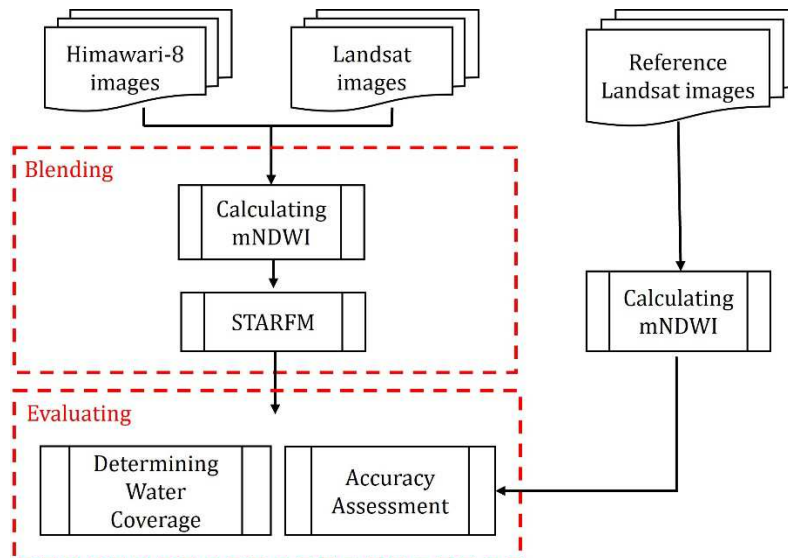 Himawari-8
images
Landsat
images
Reference
Landsat images
Blending
Calculating
mNDWI
STARFM
Calculating
mNDWI
Evaluating
Determining
Water
Coverage
Accuracy
Assessment